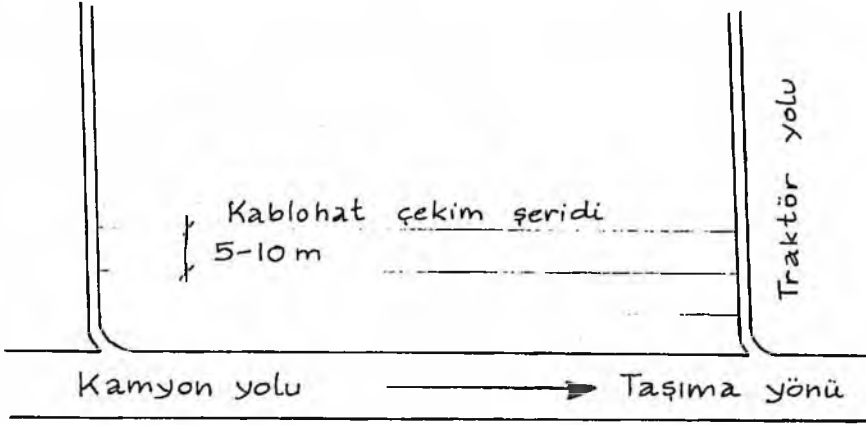 Kablohat çekim şeridi
5-10 m
Traktör yolu
Kamyon yolu
Taşıma yönü